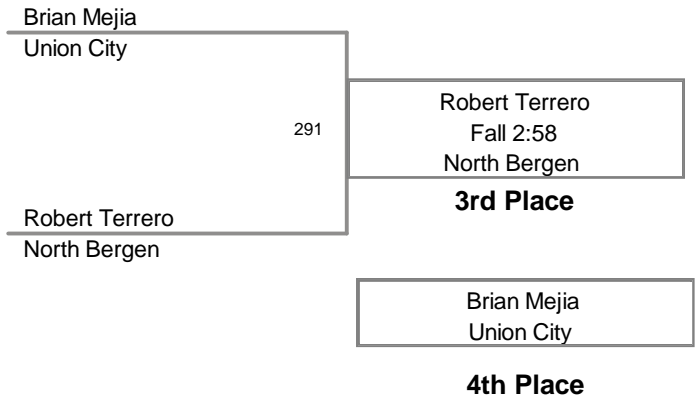 Brian Mejia
Union City
291
Robert Terrero
Fall 2:58
North Bergen
3rd Place
Robert Terrero
North Bergen
Brian Mejia
Union City
4th Place